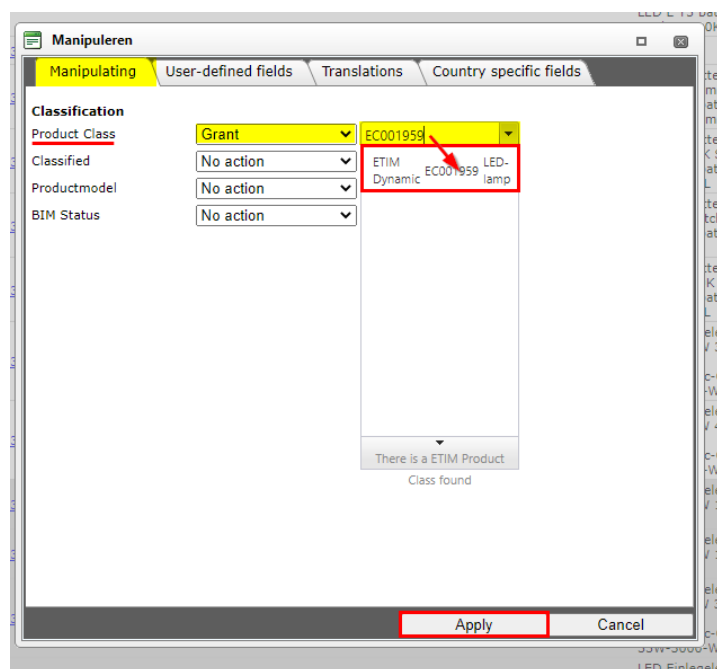 Manipuleren
Manipulating User-defined fields Translations Country specific fields
Classification
Product Class Grant EC001959
ETIM Dynamic EC001959 LED-lamp
Classified No action
Productmodel No action
BIM Status No action
There is a ETIM Product
Class found
Apply Cancel